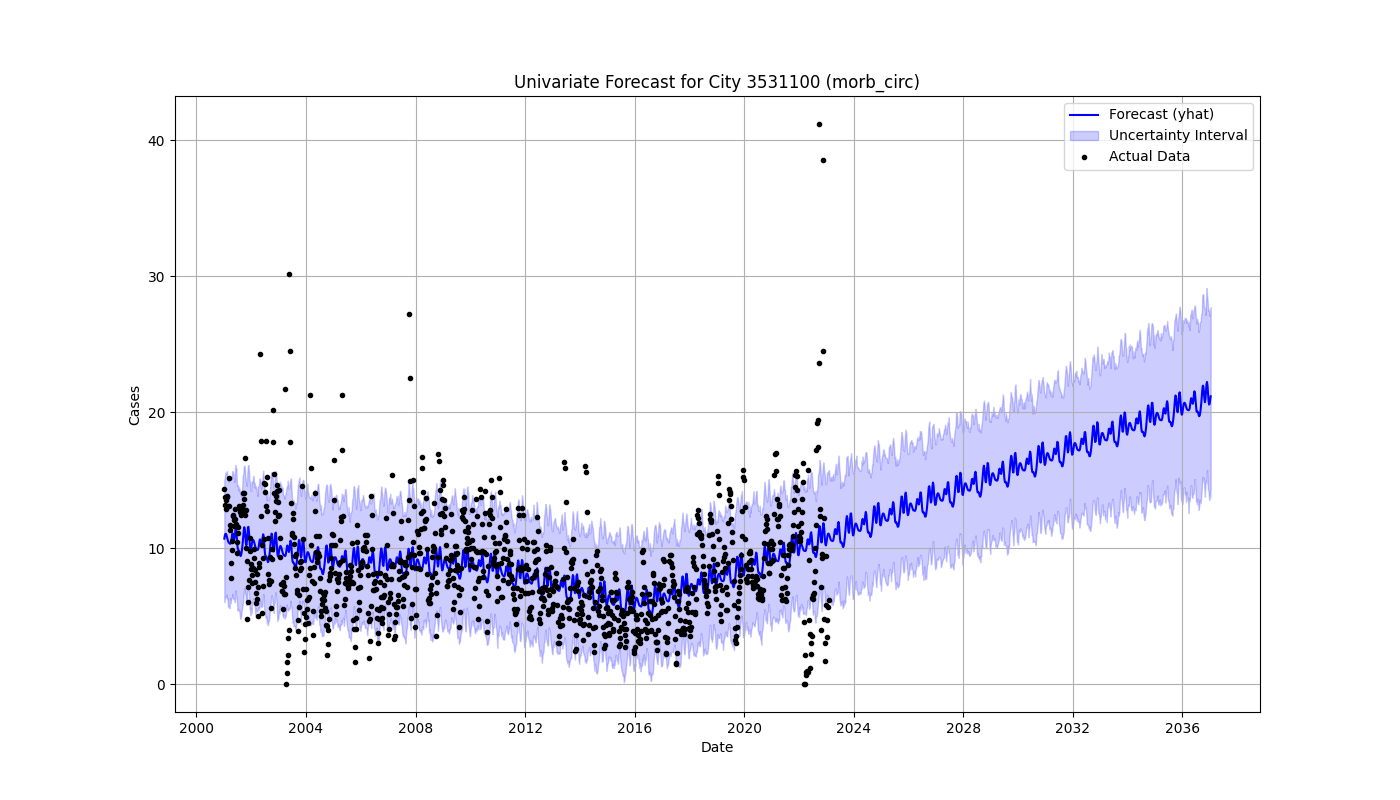 Univariate Forecast for City 3531100 (morb_circ)
Forecast (yhat)
Uncertainty Interval
Actual Data
40
30
20
10
0
Cases
2000 2004 2008 2012 2016 2020 2024 2028 2032 2036
Date